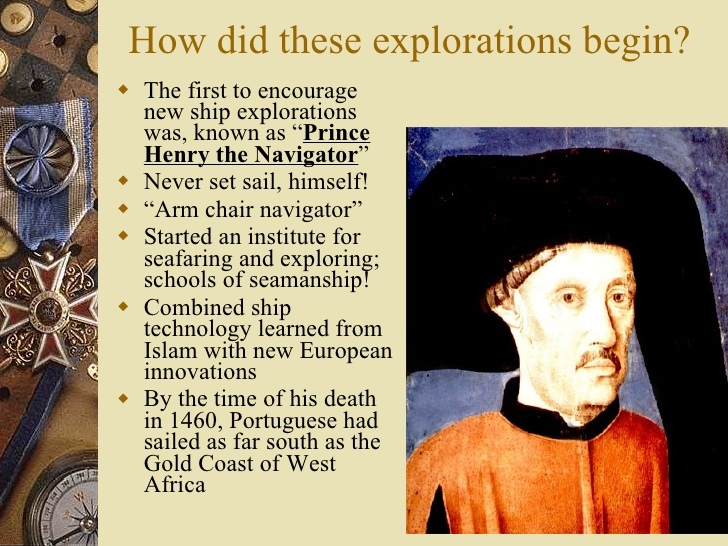 How did these explorations begin?
The first to encourage
new ship explorations
was, known as “Prince
Henry the Navigator”
Never set sail, himself!
“Arm chair navigator”
Started an institute for
seafaring and exploring;
schools of seamanship!
Combined ship
technology learned from
Islam with new European
innovations
By the time of his death
in 1460, Portuguese had
sailed as far south as the
Gold Coast of West
Africa